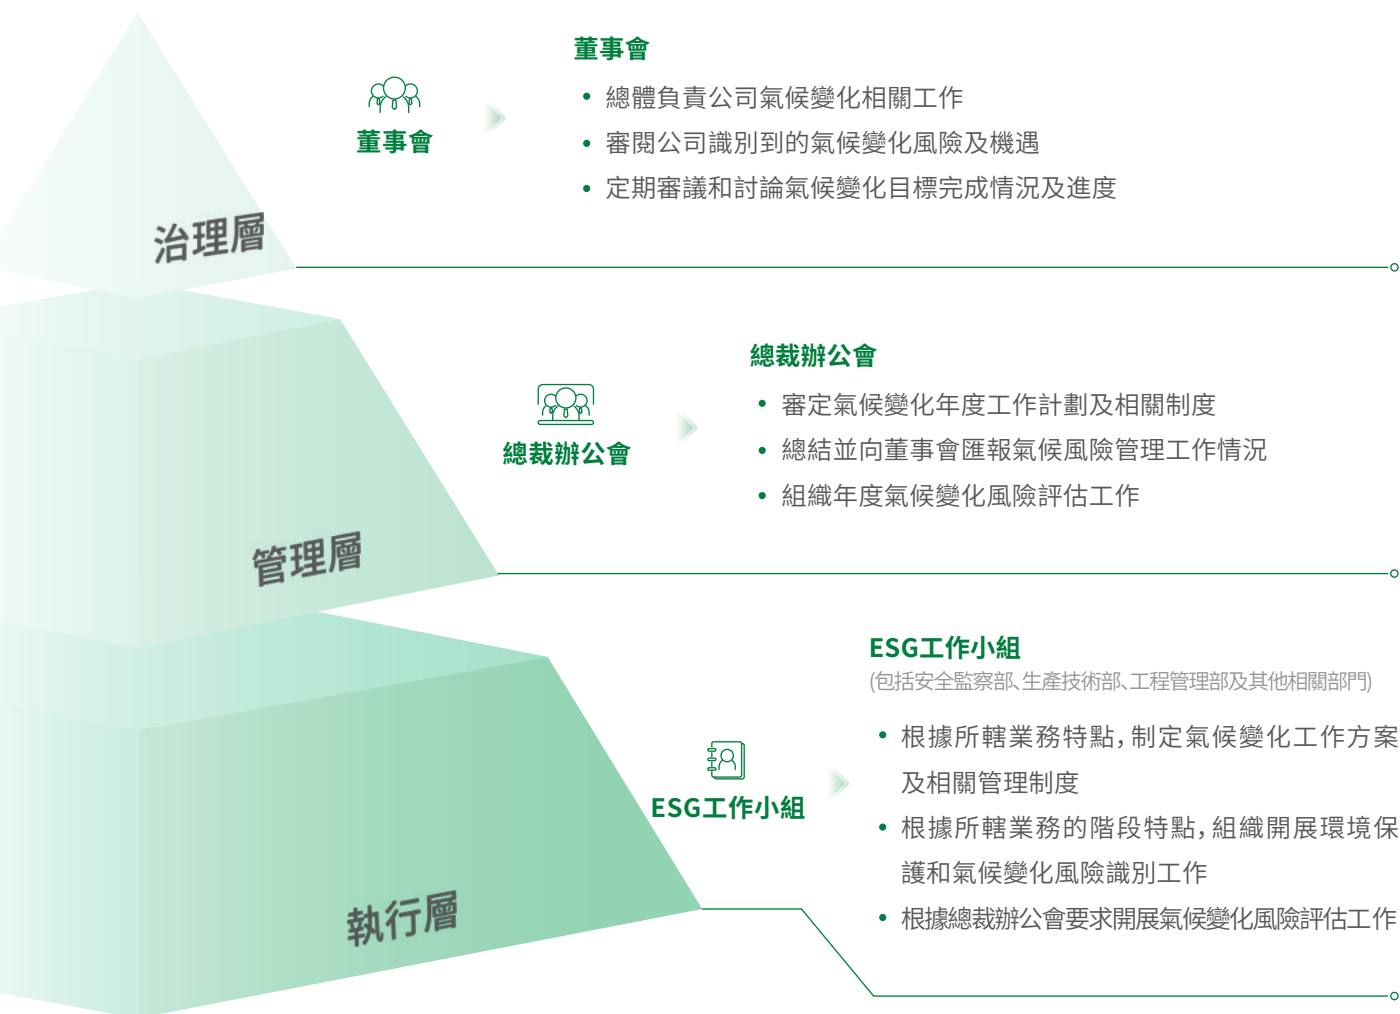 董事會
總體負責公司氣候變化相關工作
審閱公司識別到的氣候變化風險及機遇
定期審議和討論氣候變化目標完成情況及進度
董事會
治理層
總裁辦公會
審定氣候變化年度工作計劃及相關制度
總結並向董事會匯報氣候風險管理工作情況
組織年度氣候變化風險評估工作
總裁辦公會
管理層
ESG工作小組
(包括安全監察部、生產技術部、工程管理部及其他相關部門)
根據所轄業務特點,制定氣候變化工作方案
及相關管理制度
根據所轄業務的階段特點,組織開展環境保
護和氣候變化風險識別工作
根據總裁辦公會要求開展氣候變化風險評估工作
ESG工作小組
執行層